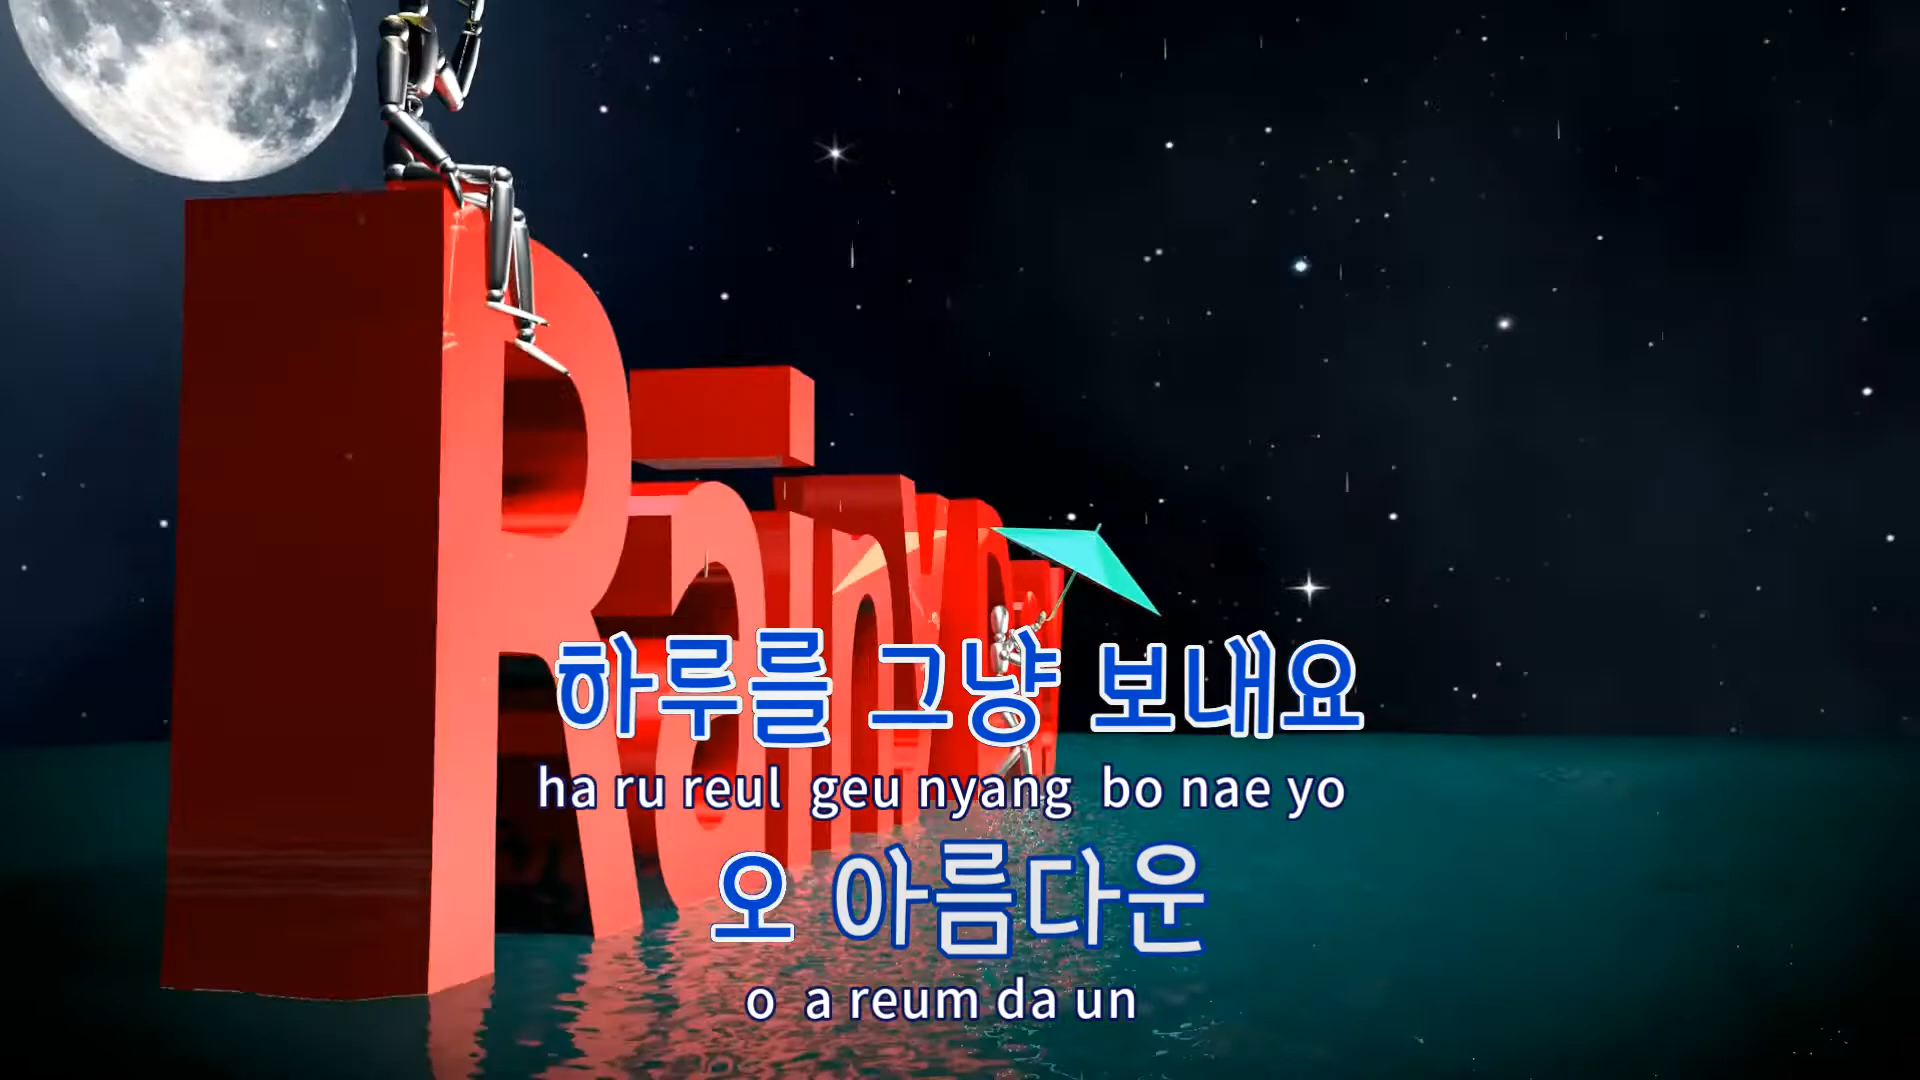 Rainy D
하루를 그냥 보내요
ha ru reul geu nyang bo nae yo
오 아름다운
o a reum da un